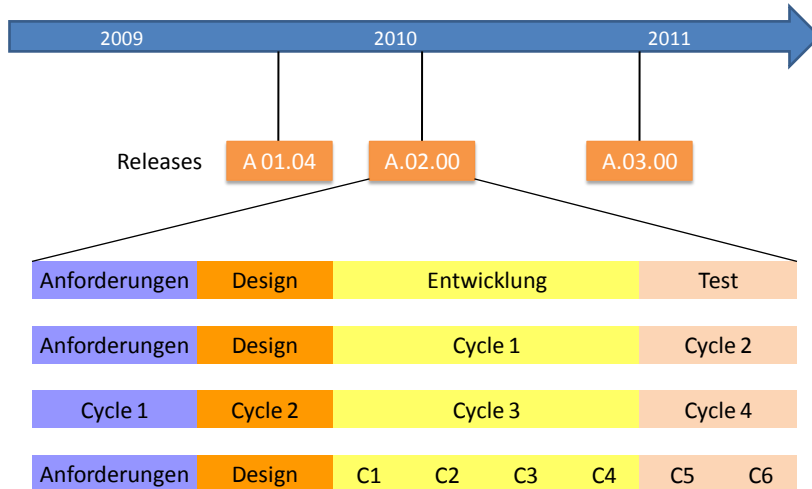 2009 2010 2011
Releases A 01.04 A.02.00 A.03.00
Anforderungen Design Entwicklung Test
Anforderungen Design Cycle 1 Cycle 2
Cycle 1 Cycle 2 Cycle 3 Cycle 4
Anforderungen Design C1 C2 C3 C4 C5 C6